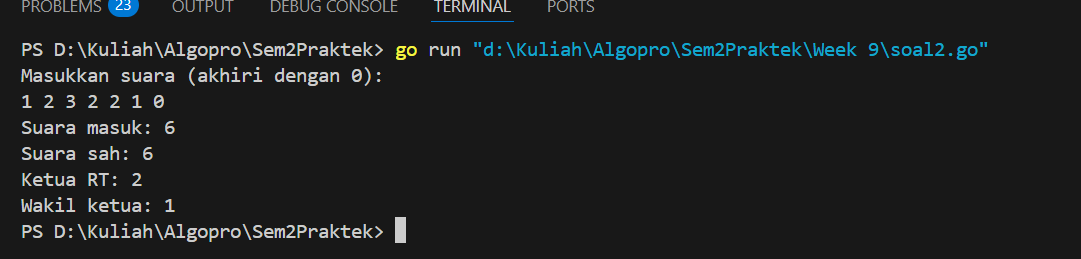 PROBLEMS 23 OUTPUT DEBUG CONSOLE TERMINAL PORTS
PS D:\Kuliah\Algopro\Sem2Praktek> go run "d:\Kuliah\Algopro\Sem2Praktek\Week 9\soal2.go"
Masukkan suara (akhiri dengan 0):
1 2 3 2 2 1 0
Suara masuk: 6
Suara sah: 6
Ketua RT: 2
Wakil ketua: 1
PS D:\Kuliah\Algopro\Sem2Praktek>